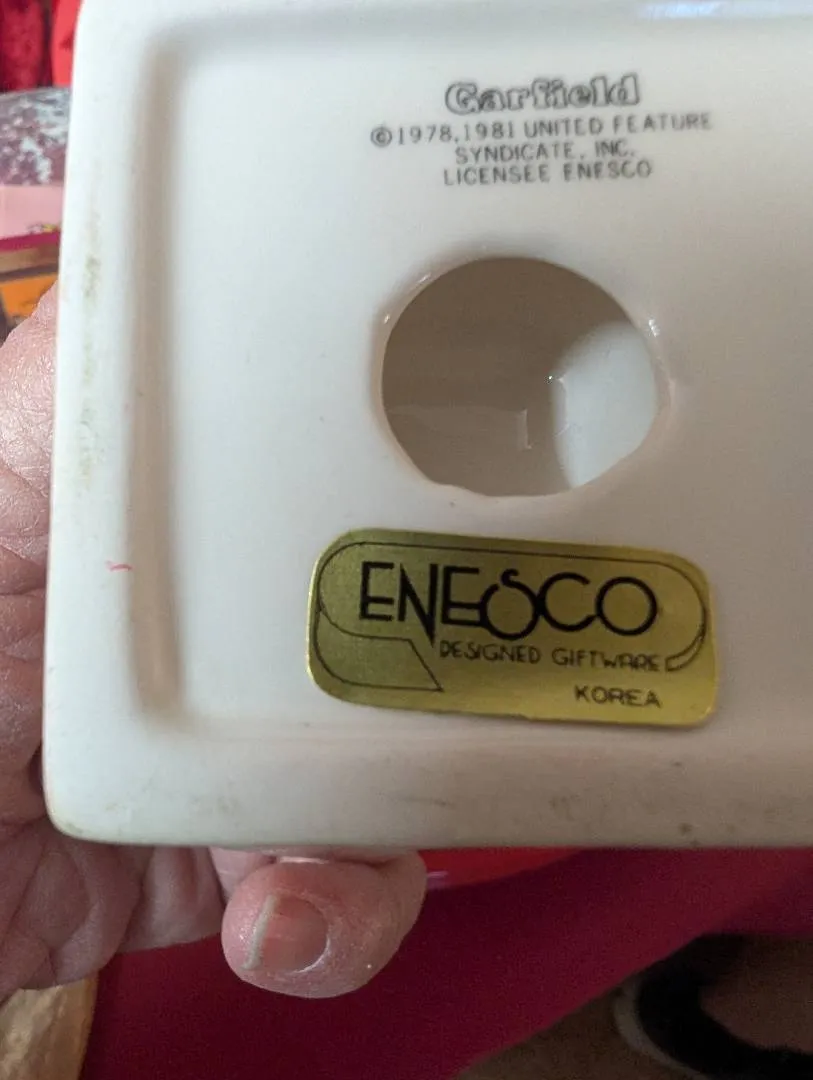 Garfield
©1978,1981 UNITED FEATURE
SYNDICATE, INC.
LICENSEE ENESCO
ENESCO
DESIGNED GIFTWARE
KOREA